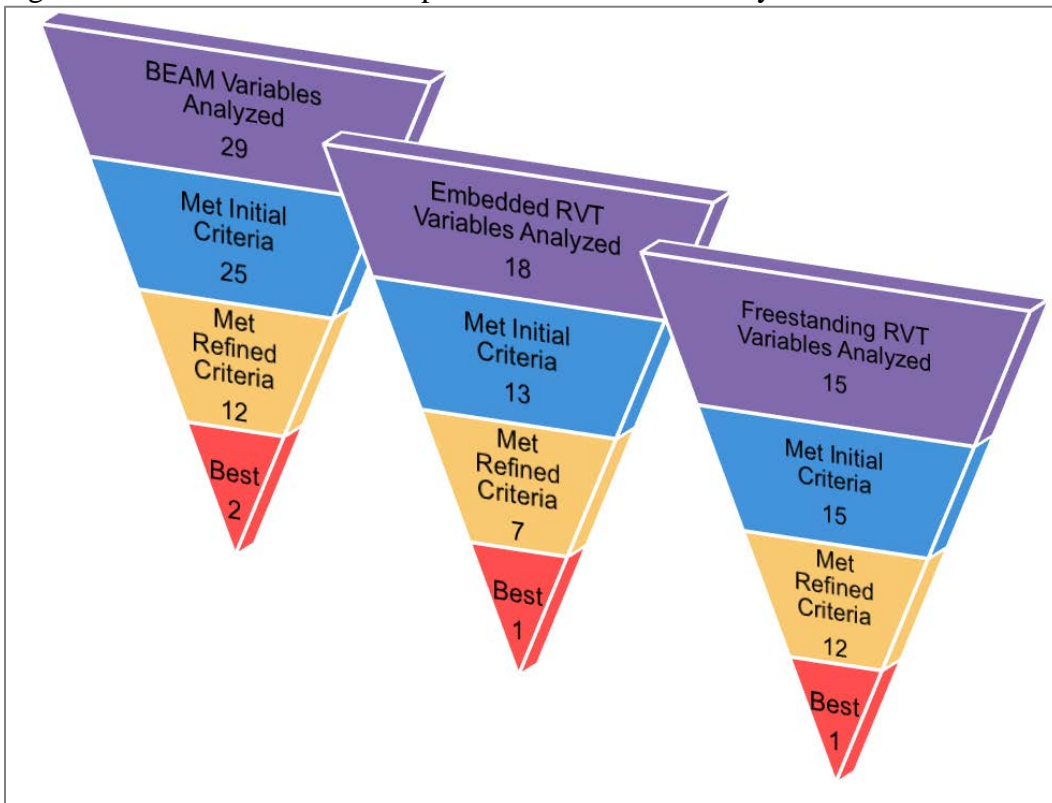 BEAM Variables
Analyzed
29
Met Initial
Criteria
25
Met
Refined
Criteria
12
Best
2
Embedded RVT
Variables Analyzed
18
Met Initial
Criteria
13
Met
Refined
Criteria
7
Best
1
Freestanding RVT
Variables Analyzed
15
Met Initial
Criteria
15
Met
Refined
Criteria
12
Best
1